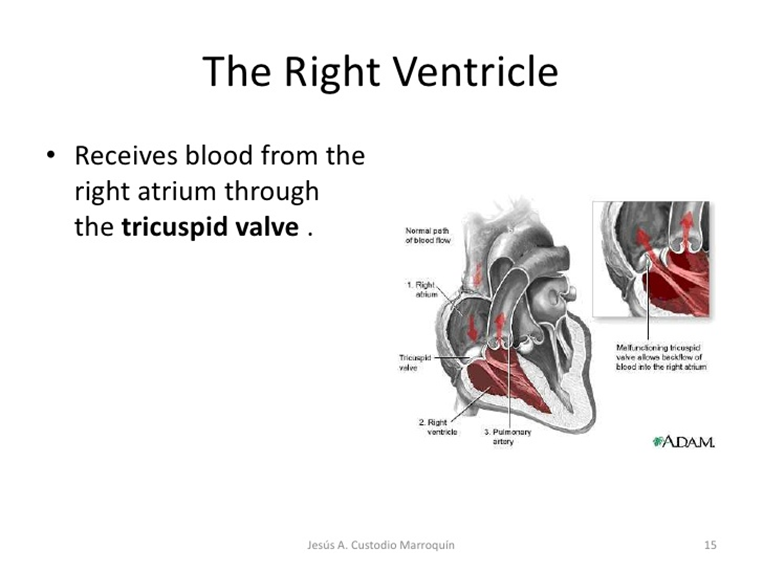 The Right Ventricle
• Receives blood from the
right atrium through
the tricuspid valve .
Normal path
of blood flow
1. Right
atrium
Tricuspid
valve
2. Right
ventricle
3. Pulmonary
artery
Malfunctioning tricuspid
valve allows backflow of
blood into the right atrium
ADAM.
Jesús A. Custodio Marroquín
15